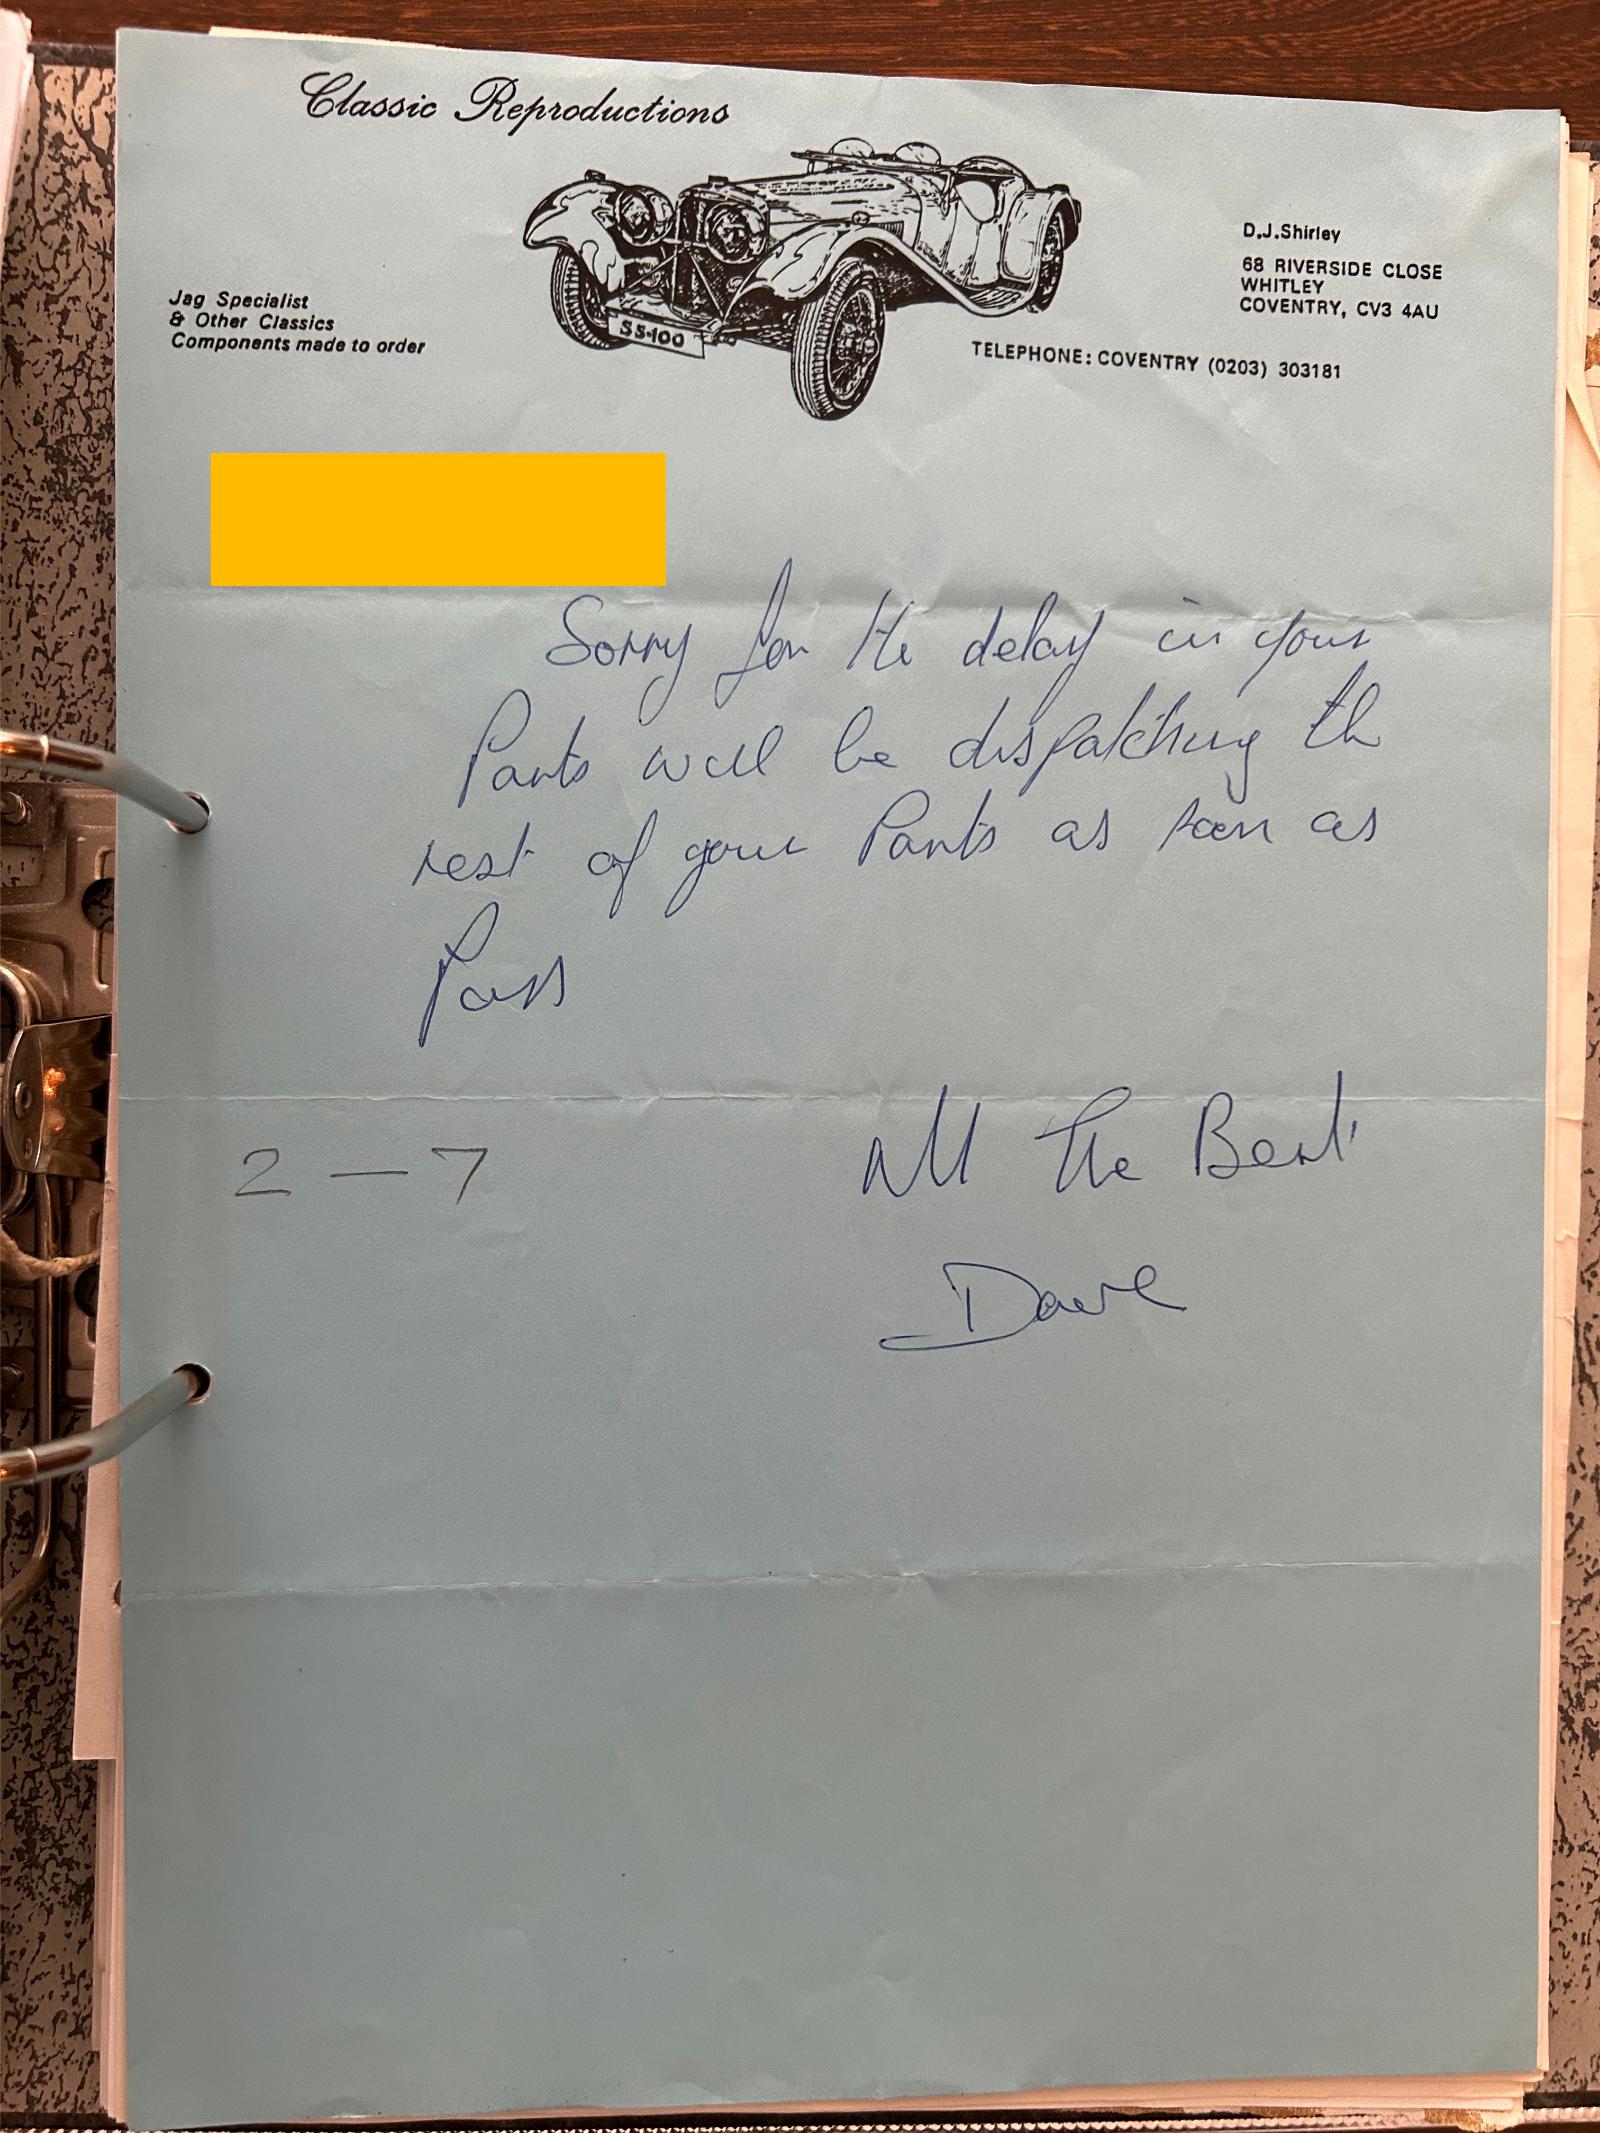 Classic Reproductions
Jag Specialist
& Other Classics
Components made to order
SS-100
D.J.Shirley
68 RIVERSIDE CLOSE
WHITLEY
COVENTRY, CV3 4AU
TELEPHONE: COVENTRY (0203) 303181
Sorry for the delay in your
Parts will be dispatching the
rest of your Parts as soon as
Poss
2 — 7
All The Best
Dave